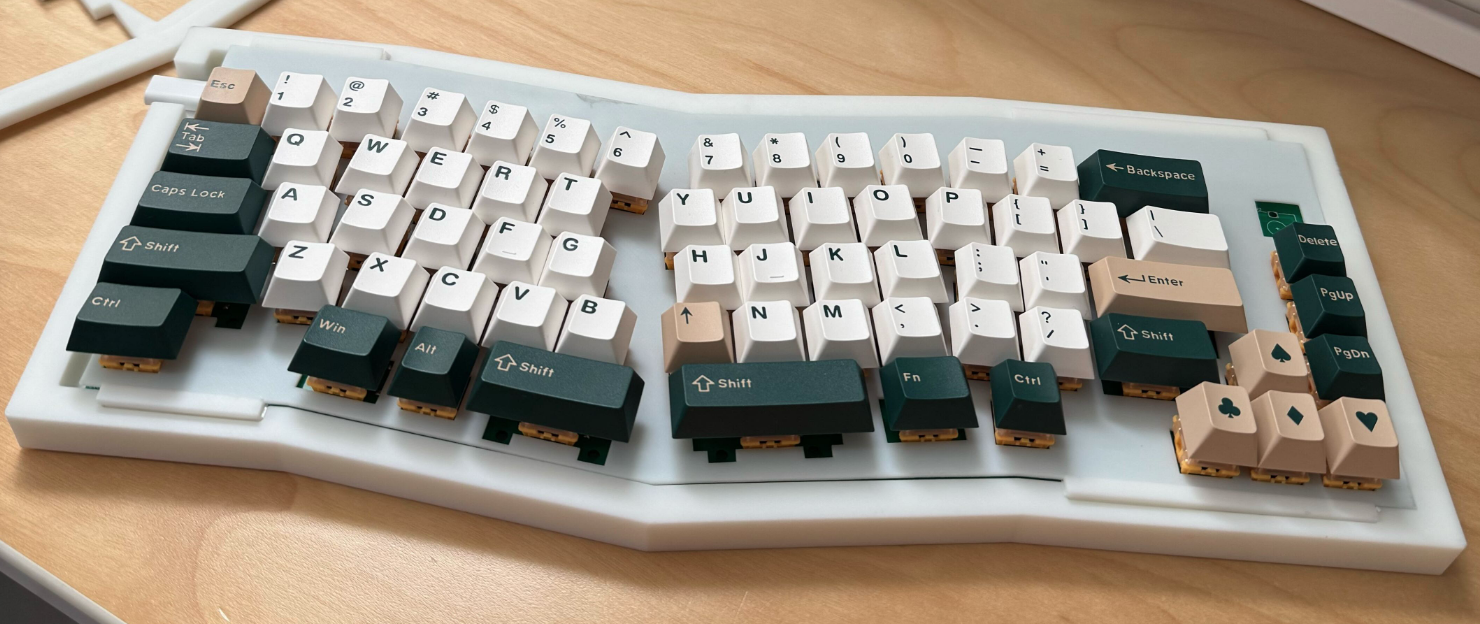 Esc ! 1 @ 2 # 3 $ 4 % 5 ^ 6 & 7 * 8 ( 9 ) 0 _ - + = ← Backspace
Tab Q W E R T Y U I O P { [ } ] | \ Delete
Caps Lock A S D F G H J K L : ; " ' ← Enter PgUp
Shift Z X C V B ↑ N M < , > . ? / Shift PgDn
Ctrl Win Alt Shift Shift Fn Ctrl